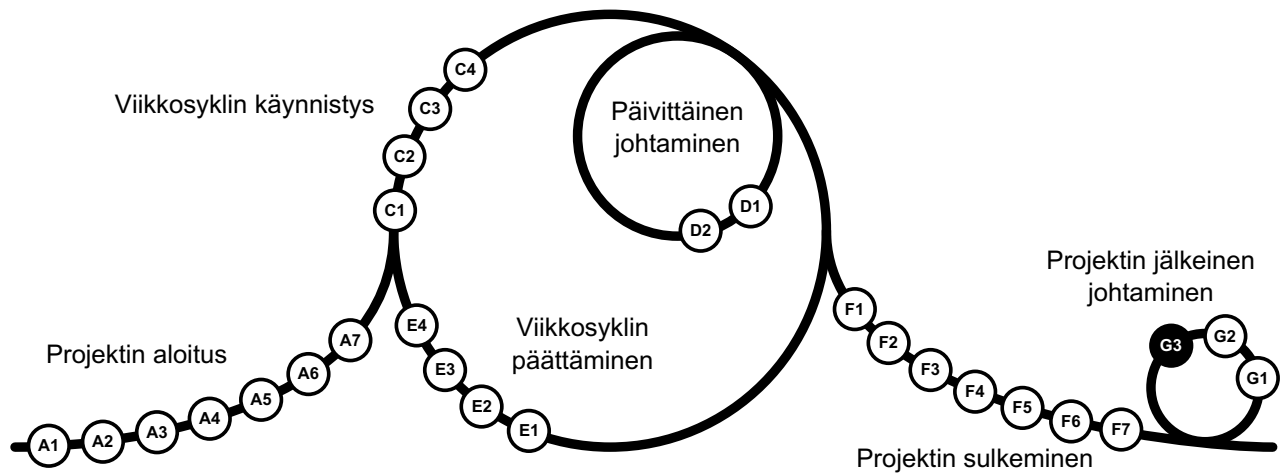 Projektin aloitus
A1
A2
A3
A4
A5
A6
A7
Viikkosyklin käynnistys
C1
C2
C3
C4
Päivittäinen
johtaminen
D1
D2
Viikkosyklin
päättäminen
E1
E2
E3
E4
F1
F2
F3
F4
F5
F6
F7
Projektin sulkeminen
Projektin jälkeinen
johtaminen
G1
G2
G3